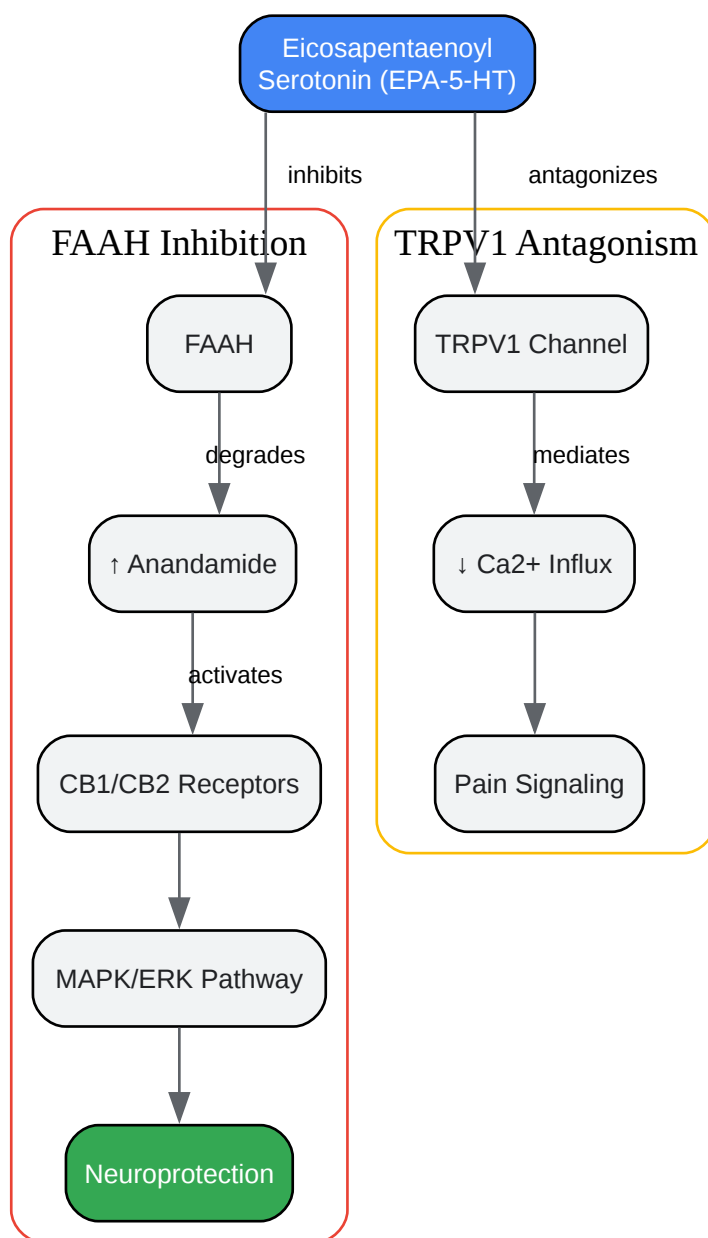 Eicosapentaenoyl
Serotonin (EPA-5-HT)
inhibits
antagonizes
FAAH Inhibition
TRPV1 Antagonism
FAAH
TRPV1 Channel
degrades
mediates
↑ Anandamide
↓ Ca2+ Influx
activates
CB1/CB2 Receptors
Pain Signaling
MAPK/ERK Pathway
Neuroprotection